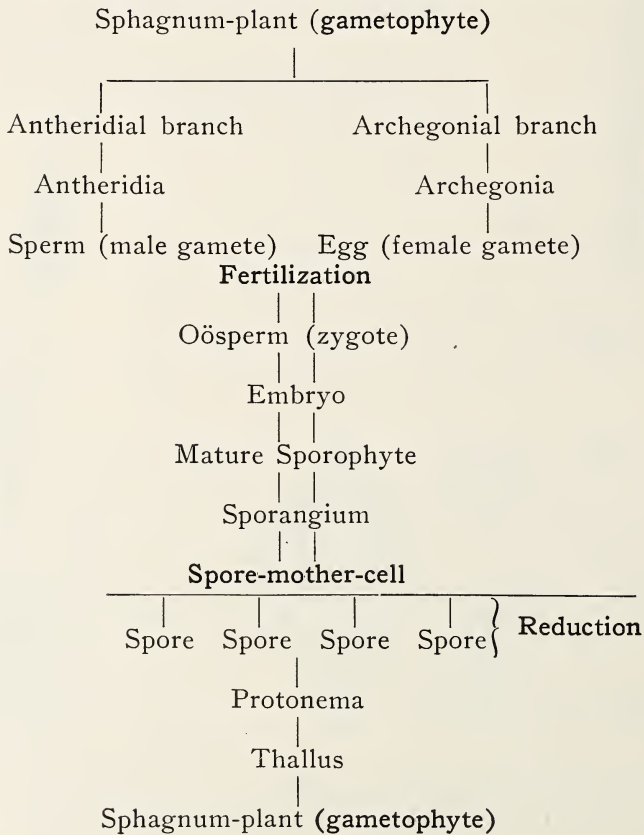 Sphagnum-plant (gametophyte)
Antheridial branch Archegonial branch
Antheridia Archegonia
Sperm (male gamete) Egg (female gamete)
Fertilization
Oösperm (zygote)
Embryo
Mature Sporophyte
Sporangium
Spore-mother-cell
Spore Spore Spore Spore } Reduction
Protonema
Thallus
Sphagnum-plant (gametophyte)